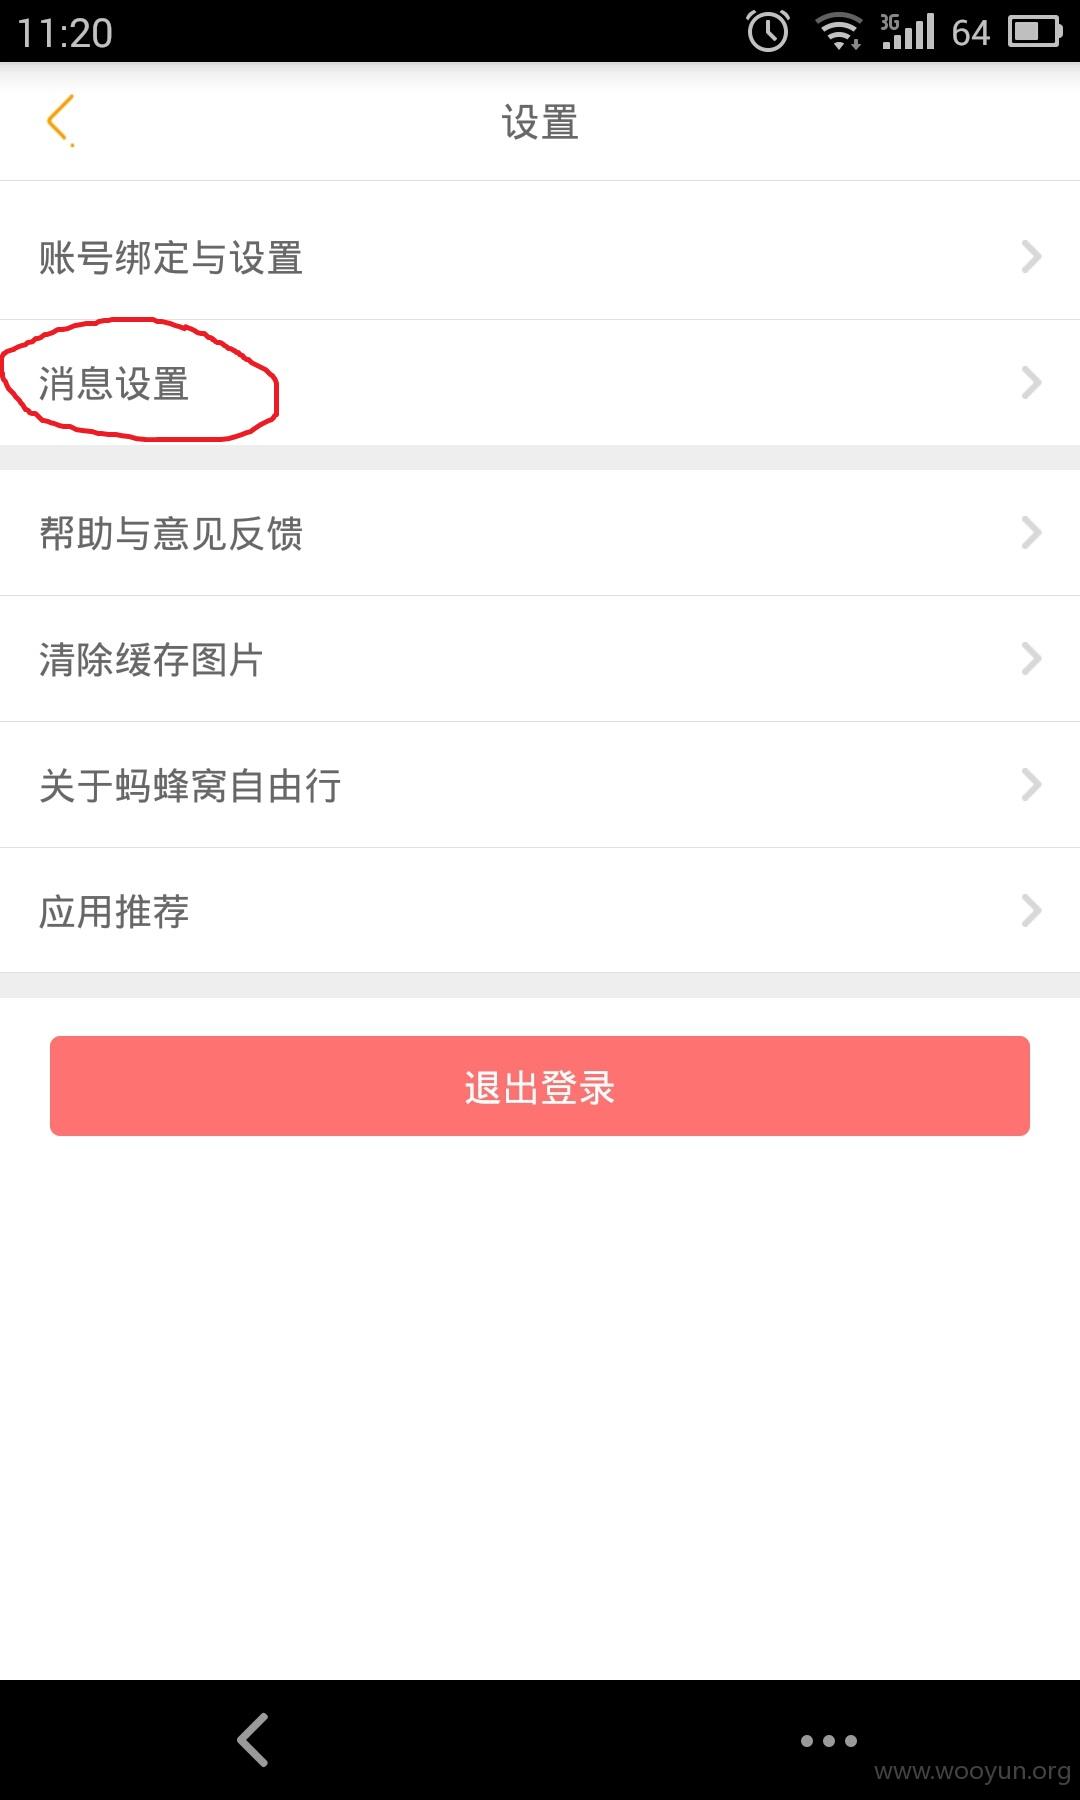 11:20
3G
64
设置
账号绑定与设置
消息设置
帮助与意见反馈
清除缓存图片
关于蚂蜂窝自由行
应用推荐
退出登录
www.wooyun.org